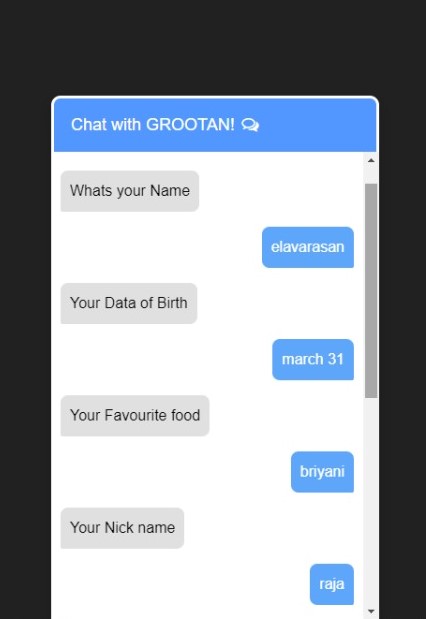 Chat with GROOTAN!
Whats your Name
elavarasan
Your Data of Birth
march 31
Your Favourite food
briyani
Your Nick name
raja